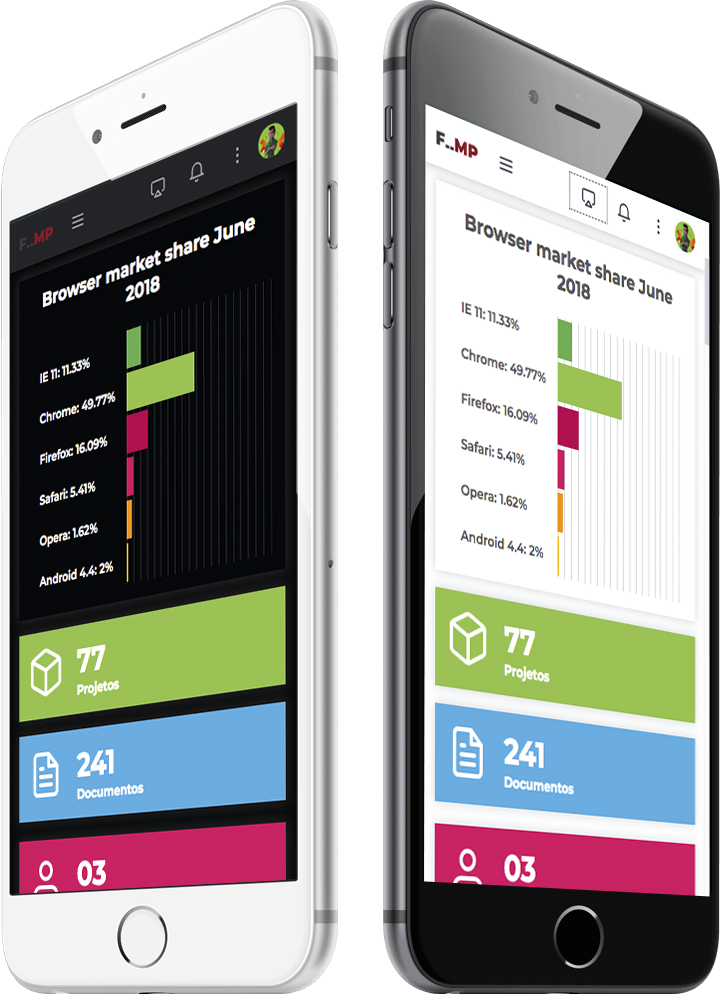 F..MP
Browser market share June
2018
IE 11: 11.33%
Chrome: 49.77%
Firefox: 16.09%
Safari: 5.41%
Opera: 1.62%
Android 4.4: 2%
77
Projetos
241
Documentos
03
F..MP
Browser market share June
2018
IE 11: 11.33%
Chrome: 49.77%
Firefox: 16.09%
Safari: 5.41%
Opera: 1.62%
Android 4.4: 2%
77
Projetos
241
Documentos
03